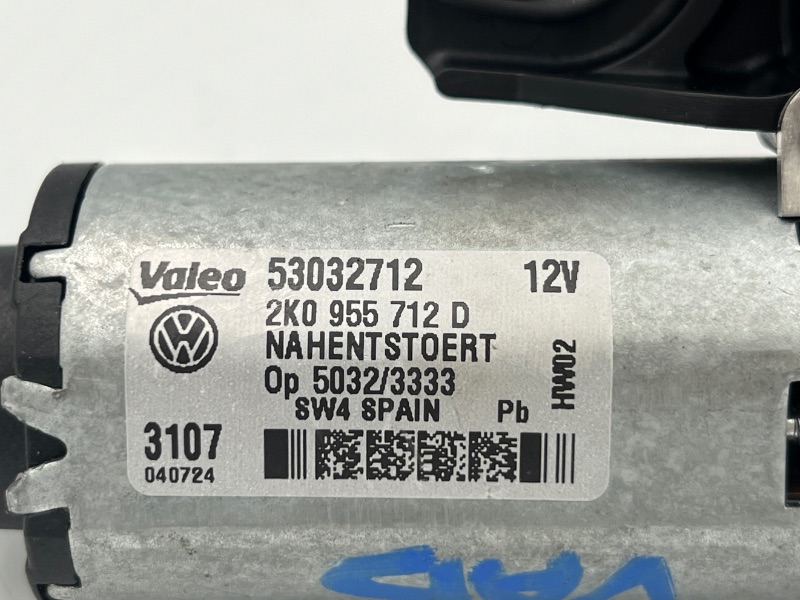 Valeo 53032712 12V
2K0 955 712 D
NAHENTSTOERT
Op 5032/3333
SW4 SPAIN Pb
HW02
3107
040724